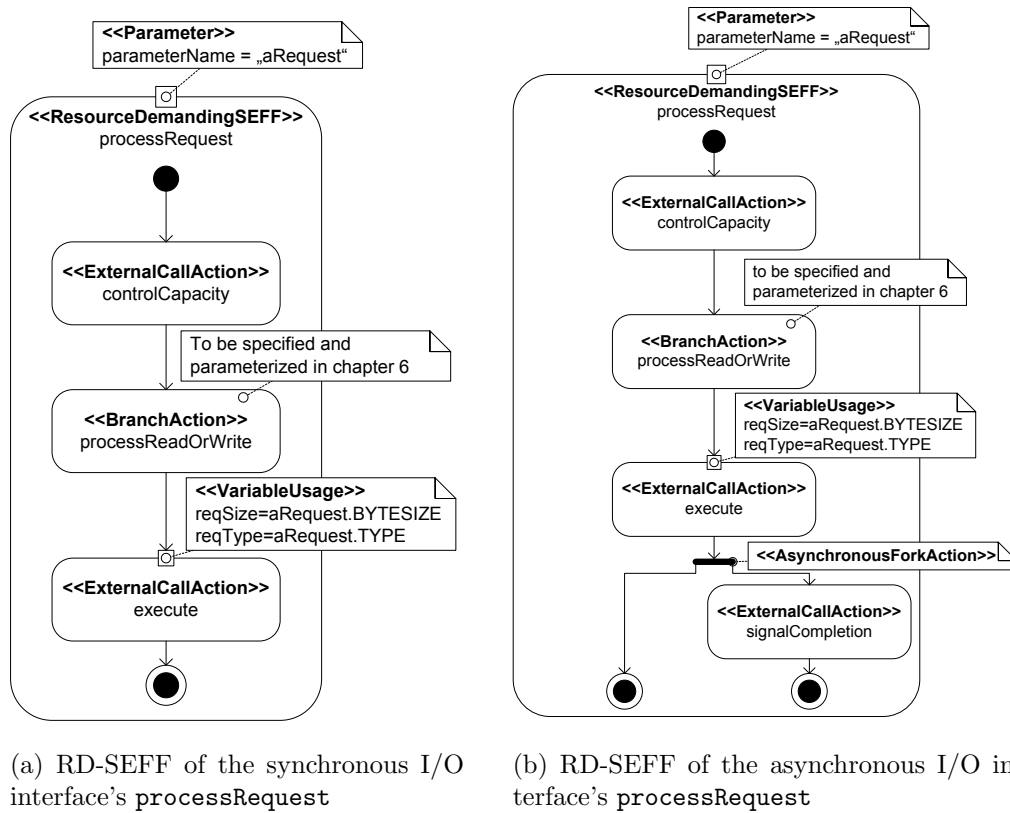 <<Parameter>>
parameterName = „aRequest“
<<ResourceDemandingSEFF>>
processRequest
<<ExternalCallAction>>
controlCapacity
To be specified and
parameterized in chapter 6
<<BranchAction>>
processReadOrWrite
<<VariableUsage>>
reqSize=aRequest.BYTESIZE
reqType=aRequest.TYPE
<<ExternalCallAction>>
execute
(a) RD-SEFF of the synchronous I/O
interface's processRequest
<<Parameter>>
parameterName = „aRequest“
<<ResourceDemandingSEFF>>
processRequest
<<ExternalCallAction>>
controlCapacity
to be specified and
parameterized in chapter 6
<<BranchAction>>
processReadOrWrite
<<VariableUsage>>
reqSize=aRequest.BYTESIZE
reqType=aRequest.TYPE
<<ExternalCallAction>>
execute
<<AsynchronousForkAction>>
<<ExternalCallAction>>
signalCompletion
(b) RD-SEFF of the asynchronous I/O in-
terface's processRequest